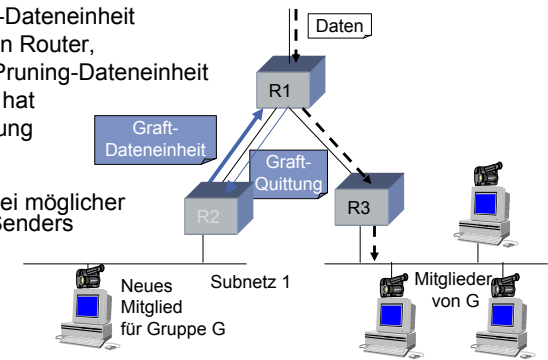 -Dateneinheit
n Router,
Pruning-Dateneinheit
hat
ung
ei möglicher
Senders
Daten
R1
Graft-
Dateneinheit
Graft-
Quittung
R2
R3
Neues
Mitglied
für Gruppe G
Subnetz 1
Mitglieder
von G